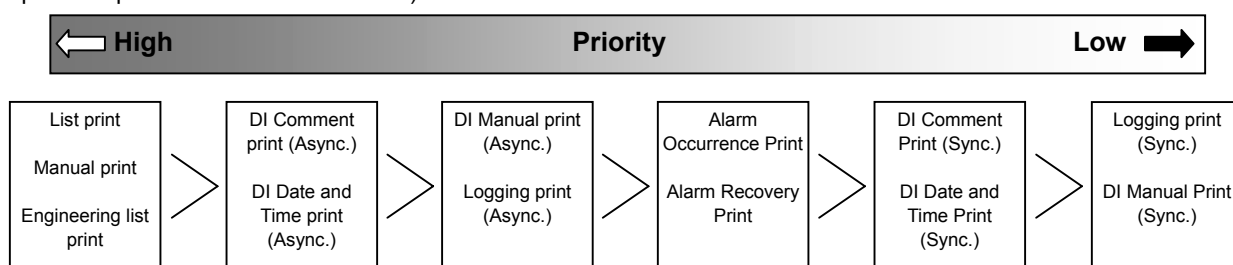 High Priority Low
List print
Manual print
Engineering list
print
DI Comment
print (Async.)
DI Date and
Time print
(Async.)
DI Manual print
(Async.)
Logging print
(Async.)
Alarm
Occurrence Print
Alarm Recovery
Print
DI Comment
Print (Sync.)
DI Date and
Time Print
(Sync.)
Logging print
(Sync.)
DI Manual Print
(Sync.)